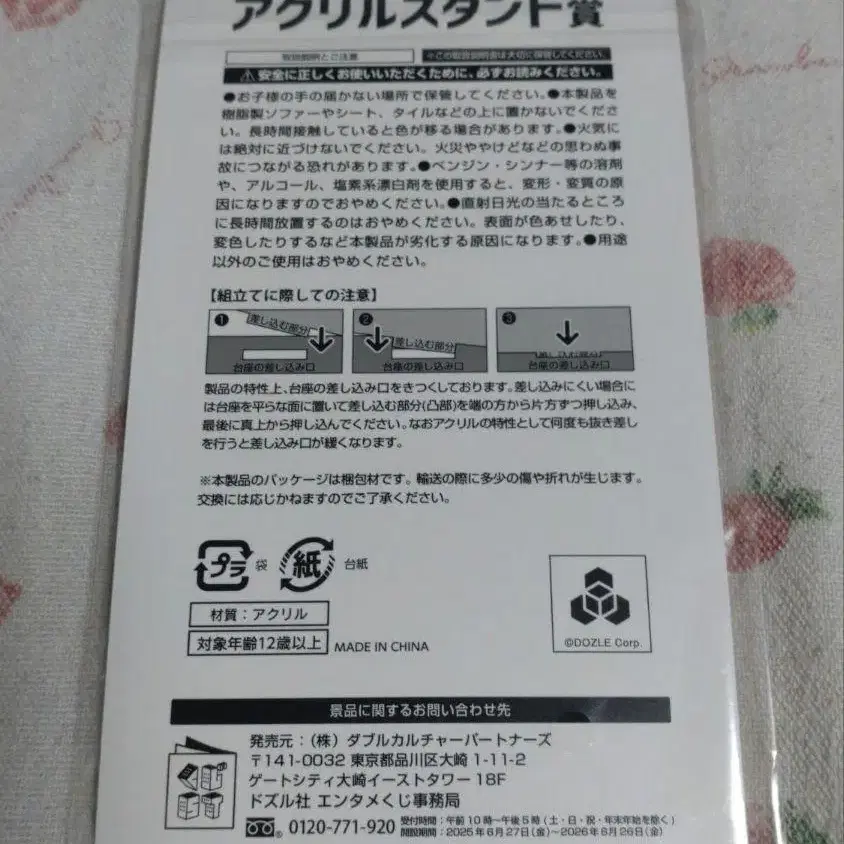 アクリルスタンド賞
取扱説明とご注意
※この取扱説明書は大切に保管してください。
⚠安全に正しくお使いいただくために、必ずお読みください。
●お子様の手の届かない場所で保管してください。●本製品を
樹脂製ソファーやシート、タイルなどの上に置かないでくださ
い。長時間接触していると色が移る場合があります。●火気に
は絶対に近づけないでください。火災ややけどなどの思わぬ事
故につながる恐れがあります。●ベンジン・シンナー等の溶剤
や、アルコール、塩素系漂白剤を使用すると、変形・変質の原
因になりますのでおやめください。●直射日光の当たるところ
に長時間放置するのはおやめください。表面が色あせしたり、
変色したりするなど本製品が劣化する原因になります。●用途
以外のご使用はおやめください。
【組立てに際しての注意】
1 差し込む部分
台座の差し込み口
2 差し込む部分
台座の差し込み口
3 差し込む部分
台座の差し込み口
製品の特性上、台座の差し込み口をきつくしております。差し込みにくい場合に
は台座を平らな面に置いて差し込む部分(凸部)を端の方から片方ずつ押し込み、
最後に真上から押し込んでください。なおアクリルの特性として何度も抜き差し
を行うと差し込み口が緩くなります。
※本製品のパッケージは梱包材です。輸送の際に多少の傷や折れが生じます。
交換には応じかねますのでご了承ください。
プラ 袋 紙 台紙
材質：アクリル
対象年齢12歳以上 MADE IN CHINA
©DOZLE Corp.
景品に関するお問い合わせ先
発売元：(株) ダブルカルチャーパートナーズ
〒141-0032 東京都品川区大崎 1-11-2
ゲートシティ大崎イーストタワー 18F
ドズル社 エンタメくじ事務局
0120-771-920 受付時間：午前10時～午後5時(土・日・祝・年末年始を除く)
開設期間：2025年6月27日(金)～2026年6月26日(金)